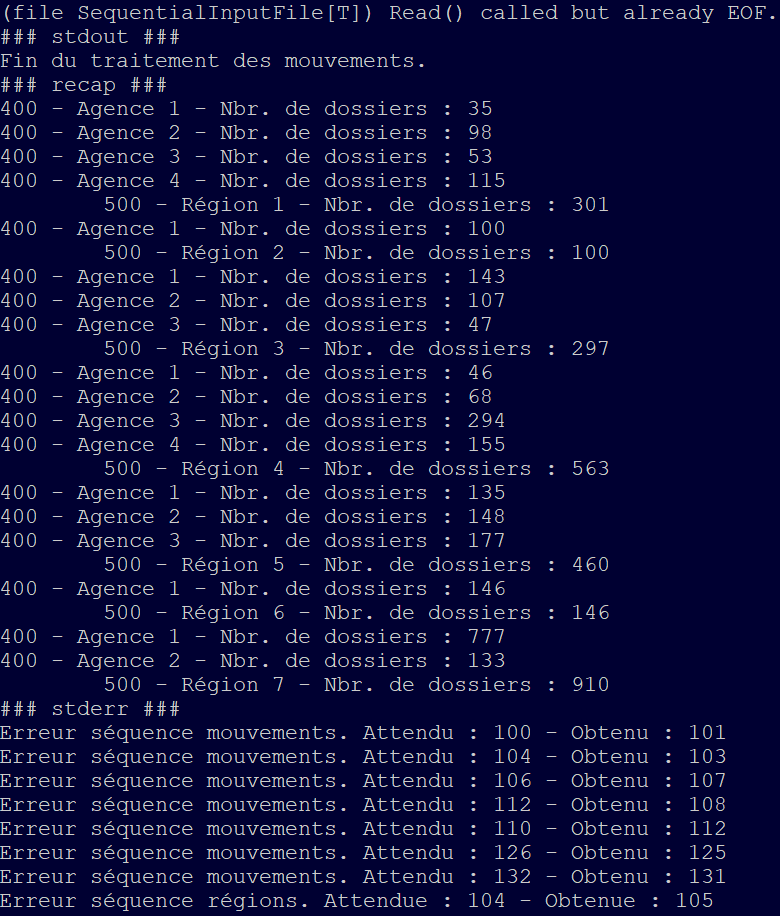 (file SequentialInputFile[T]) Read() called but already EOF.
### stdout ###
Fin du traitement des mouvements.
### recap ###
400 - Agence 1 - Nbr. de dossiers : 35
400 - Agence 2 - Nbr. de dossiers : 98
400 - Agence 3 - Nbr. de dossiers : 53
400 - Agence 4 - Nbr. de dossiers : 115
500 - Région 1 - Nbr. de dossiers : 301
400 - Agence 1 - Nbr. de dossiers : 100
500 - Région 2 - Nbr. de dossiers : 100
400 - Agence 1 - Nbr. de dossiers : 143
400 - Agence 2 - Nbr. de dossiers : 107
400 - Agence 3 - Nbr. de dossiers : 47
500 - Région 3 - Nbr. de dossiers : 297
400 - Agence 1 - Nbr. de dossiers : 46
400 - Agence 2 - Nbr. de dossiers : 68
400 - Agence 3 - Nbr. de dossiers : 294
400 - Agence 4 - Nbr. de dossiers : 155
500 - Région 4 - Nbr. de dossiers : 563
400 - Agence 1 - Nbr. de dossiers : 135
400 - Agence 2 - Nbr. de dossiers : 148
400 - Agence 3 - Nbr. de dossiers : 177
500 - Région 5 - Nbr. de dossiers : 460
400 - Agence 1 - Nbr. de dossiers : 146
500 - Région 6 - Nbr. de dossiers : 146
400 - Agence 1 - Nbr. de dossiers : 777
400 - Agence 2 - Nbr. de dossiers : 133
500 - Région 7 - Nbr. de dossiers : 910
### stderr ###
Erreur séquence mouvements. Attendu : 100 - Obtenu : 101
Erreur séquence mouvements. Attendu : 104 - Obtenu : 103
Erreur séquence mouvements. Attendu : 106 - Obtenu : 107
Erreur séquence mouvements. Attendu : 112 - Obtenu : 108
Erreur séquence mouvements. Attendu : 110 - Obtenu : 112
Erreur séquence mouvements. Attendu : 126 - Obtenu : 125
Erreur séquence mouvements. Attendu : 132 - Obtenu : 131
Erreur séquence régions. Attendue : 104 - Obtenue : 105